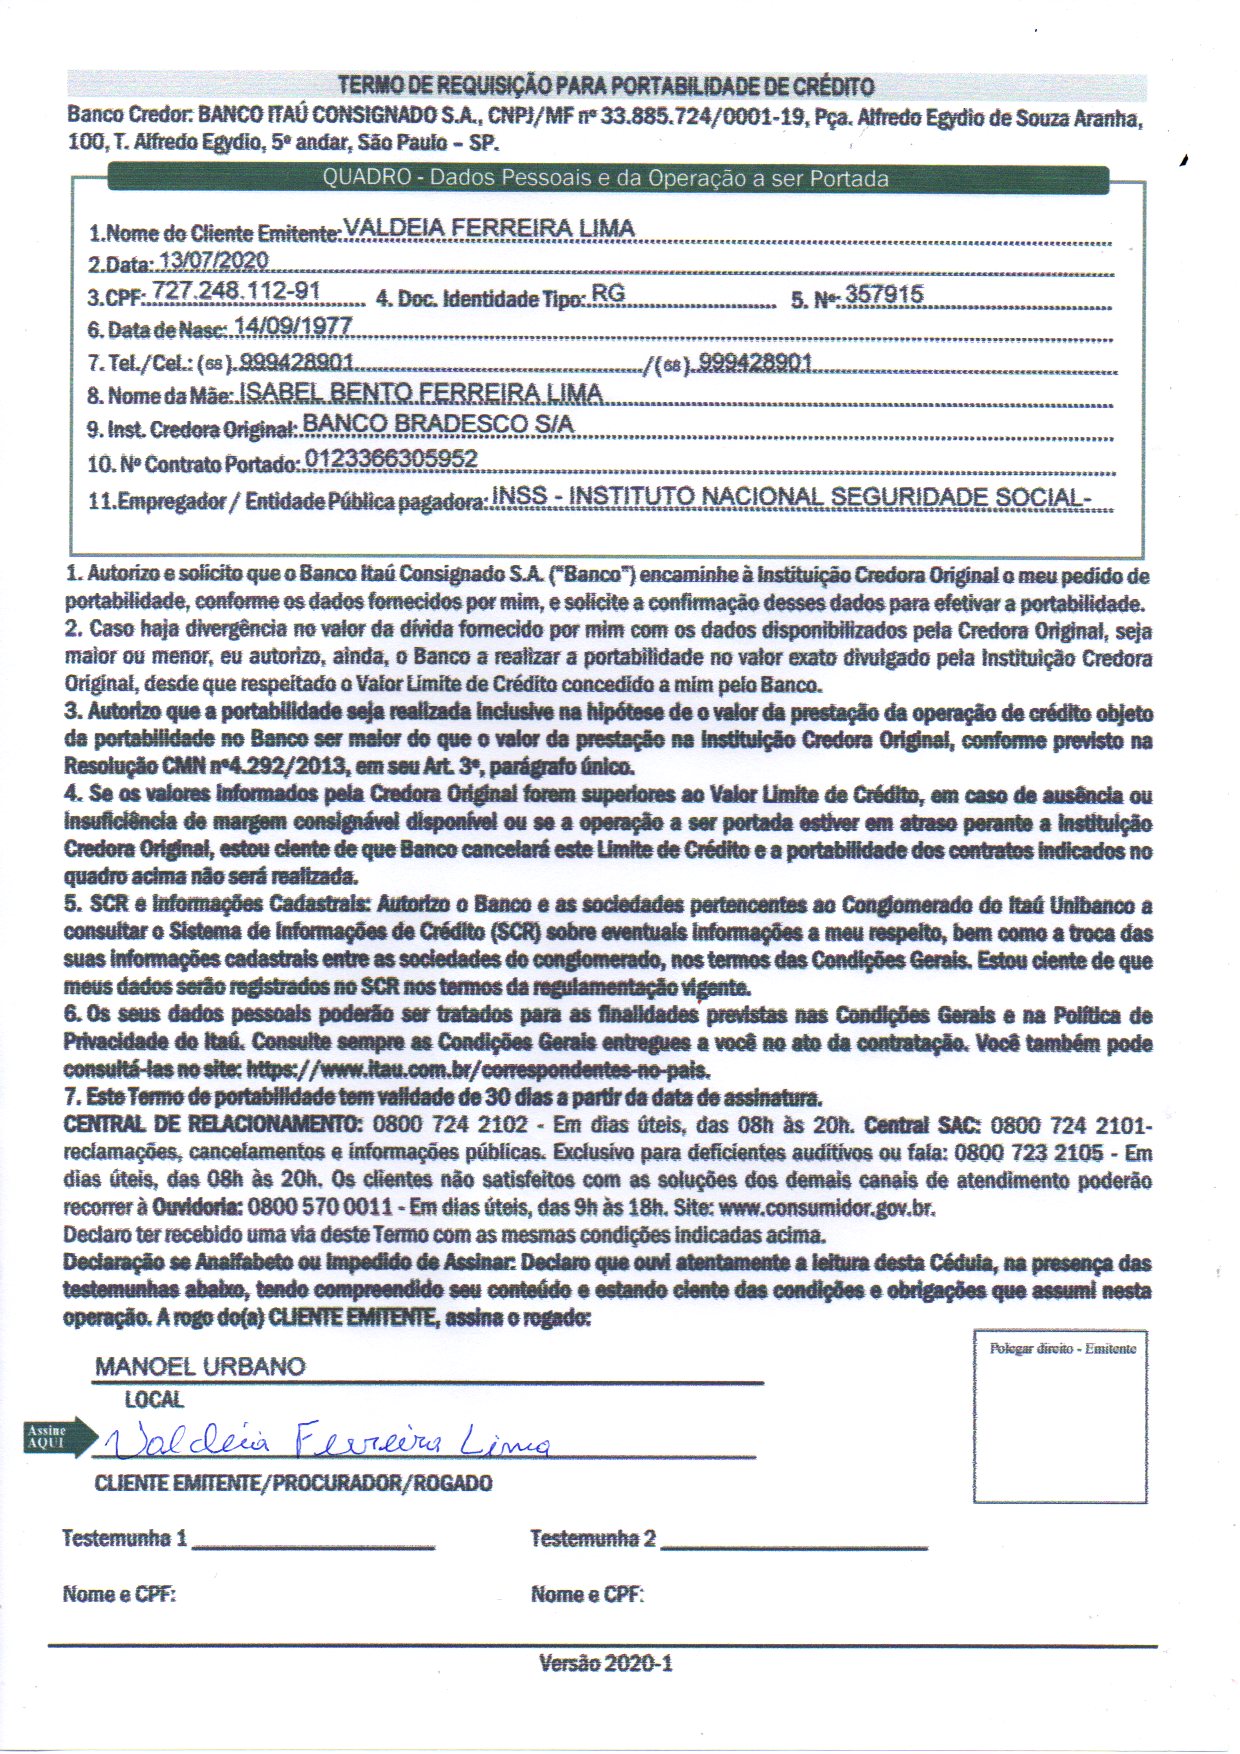 TERMO DE REQUISIÇÃO PARA PORTABILIDADE DE CRÉDITO
Banco Credor: BANCO ITAÚ CONSIGNADO S.A., CNPJ/MF nº 33.885.724/0001-19, Pça. Alfredo Egydio de Souza Aranha,
100, T. Alfredo Egydio, 5º andar, São Paulo – SP.
QUADRO - Dados Pessoais e da Operação a ser Portada
1.Nome do Cliente Emitente: VALDEIA FERREIRA LIMA
2.Data: 13/07/2020
3.CPF: 727.248.112-91 4. Doc. Identidade Tipo: RG 5. Nº: 357915
6. Data de Nasc: 14/09/1977
7. Tel./Cel.: (68) 999428901 /(68) 999428901
8. Nome da Mãe: ISABEL BENTO FERREIRA LIMA
9. Inst. Credora Original: BANCO BRADESCO S/A
10. Nº Contrato Portado: 0123366305952
11.Empregador / Entidade Pública pagadora: INSS - INSTITUTO NACIONAL SEGURIDADE SOCIAL-
1. Autorizo e solicito que o Banco Itaú Consignado S.A. ("Banco") encaminhe à Instituição Credora Original o meu pedido de
portabilidade, conforme os dados fornecidos por mim, e solicite a confirmação desses dados para efetivar a portabilidade.
2. Caso haja divergência no valor da dívida fornecido por mim com os dados disponibilizados pela Credora Original, seja
maior ou menor, eu autorizo, ainda, o Banco a realizar a portabilidade no valor exato divulgado pela Instituição Credora
Original, desde que respeitado o Valor Limite de Crédito concedido a mim pelo Banco.
3. Autorizo que a portabilidade seja realizada inclusive na hipótese de o valor da prestação da operação de crédito objeto
da portabilidade no Banco ser maior do que o valor da prestação na Instituição Credora Original, conforme previsto na
Resolução CMN nº4.292/2013, em seu Art. 3º, parágrafo único.
4. Se os valores informados pela Credora Original forem superiores ao Valor Limite de Crédito, em caso de ausência ou
insuficiência de margem consignável disponível ou se a operação a ser portada estiver em atraso perante a Instituição
Credora Original, estou ciente de que Banco cancelará este Limite de Crédito e a portabilidade dos contratos indicados no
quadro acima não será realizada.
5. SCR e Informações Cadastrais: Autorizo o Banco e as sociedades pertencentes ao Conglomerado do Itaú Unibanco a
consultar o Sistema de Informações de Crédito (SCR) sobre eventuais informações a meu respeito, bem como a troca das
suas informações cadastrais entre as sociedades do conglomerado, nos termos das Condições Gerais. Estou ciente de que
meus dados serão registrados no SCR nos termos da regulamentação vigente.
6. Os seus dados pessoais poderão ser tratados para as finalidades previstas nas Condições Gerais e na Política de
Privacidade do Itaú. Consulte sempre as Condições Gerais entregues a você no ato da contratação. Você também pode
consultá-las no site: https://www.itau.com.br/correspondentes-no-pais.
7. Este Termo de portabilidade tem validade de 30 dias a partir da data de assinatura.
CENTRAL DE RELACIONAMENTO: 0800 724 2102 - Em dias úteis, das 08h às 20h. Central SAC: 0800 724 2101-
reclamações, cancelamentos e informações públicas. Exclusivo para deficientes auditivos ou fala: 0800 723 2105 - Em
dias úteis, das 08h às 20h. Os clientes não satisfeitos com as soluções dos demais canais de atendimento poderão
recorrer à Ouvidoria: 0800 570 0011 - Em dias úteis, das 9h às 18h. Site: www.consumidor.gov.br.
Declaro ter recebido uma via deste Termo com as mesmas condições indicadas acima.
Declaração se Analfabeto ou Impedido de Assinar: Declaro que ouvi atentamente a leitura desta Cédula, na presença das
testemunhas abaixo, tendo compreendido seu conteúdo e estando ciente das condições e obrigações que assumi nesta
operação. A rogo do(a) CLIENTE EMITENTE, assina o rogado:
Polegar direito - Emitente
MANOEL URBANO
LOCAL
Assine
AQUI
Valdeia Ferreira Lima
CLIENTE EMITENTE/PROCURADOR/ROGADO
Testemunha 1 Testemunha 2
Nome e CPF: Nome e CPF:
Versão 2020-1